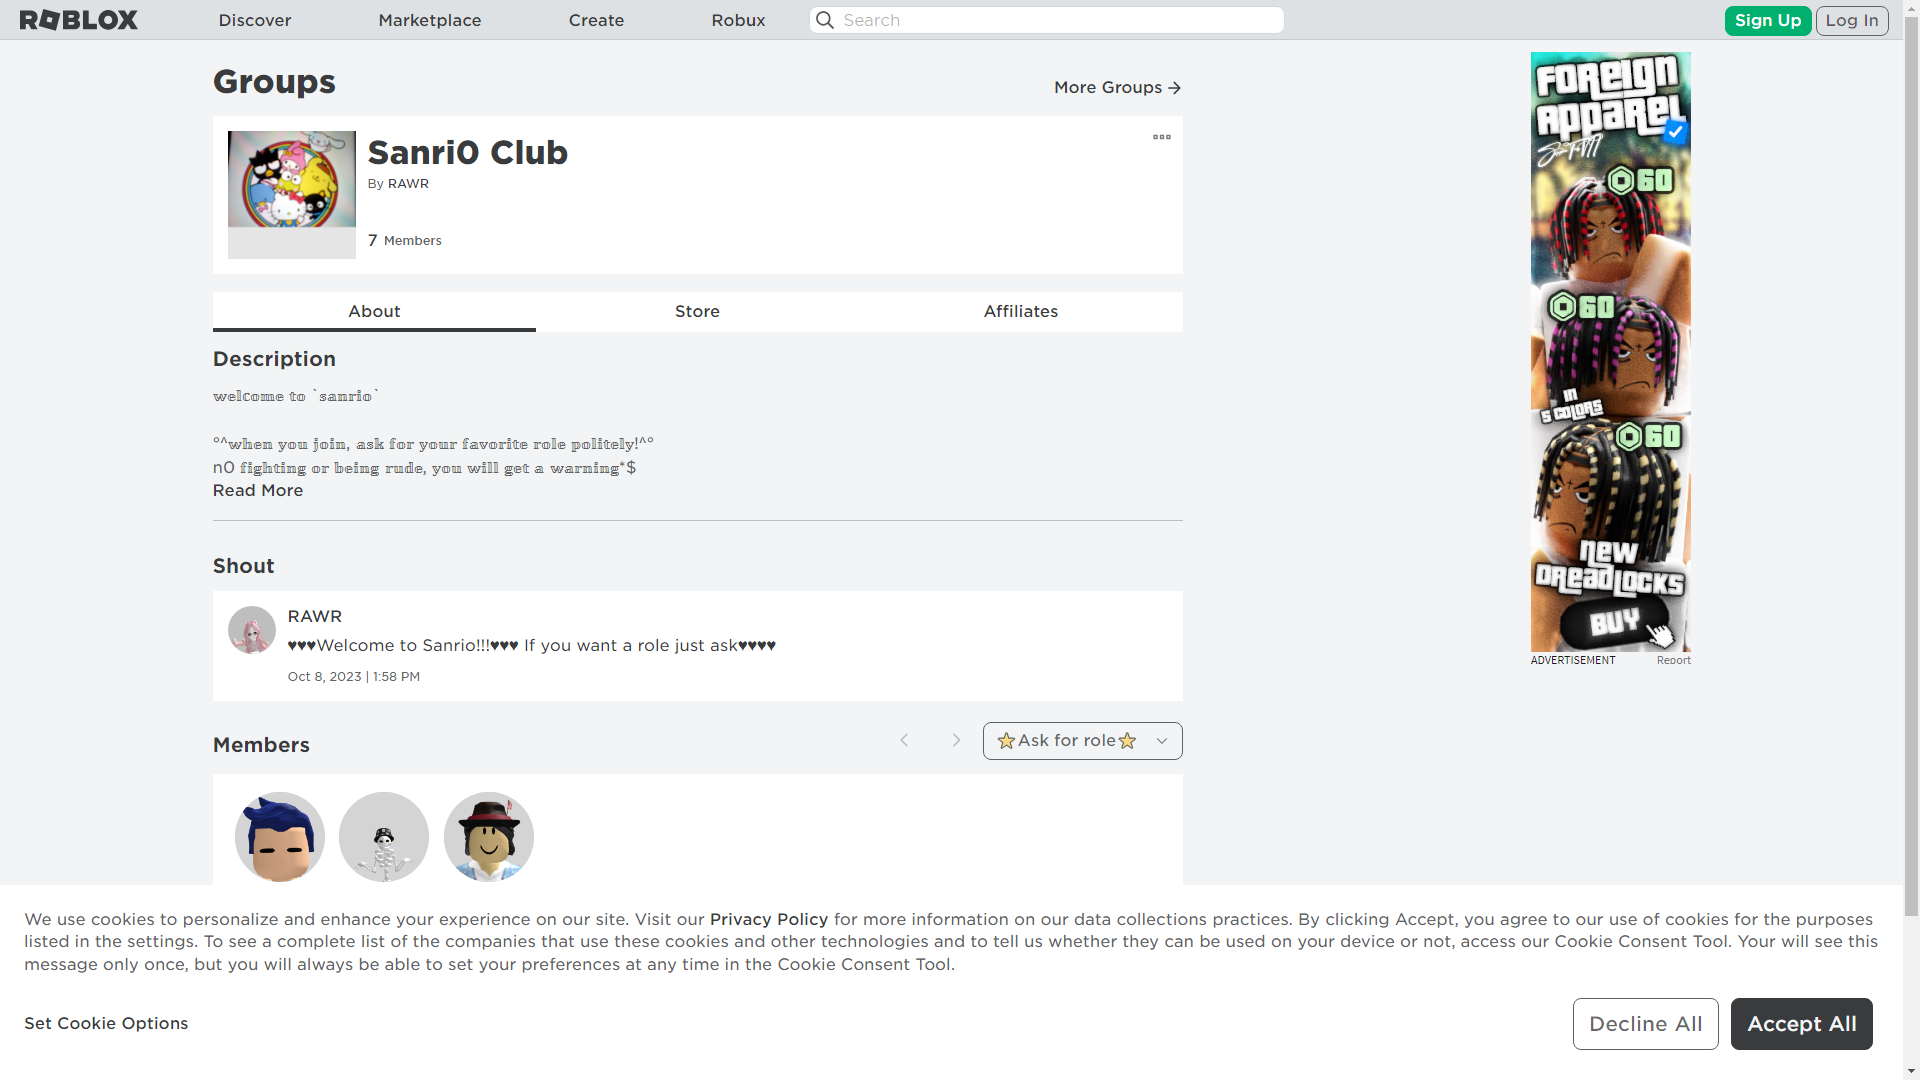 ROBLOX
Discover
Marketplace
Create
Robux
Search
Sign Up
Log In
Groups
More Groups
Sanri0 Club
By RAWR
7 Members
About
Store
Affiliates
Description
𝕨𝕖𝕝𝕔𝕠𝕞𝕖 𝕥𝕠 `𝕤𝕒𝕟𝕣𝕚𝕠`
°^𝕨𝕙𝕖𝕟 𝕪𝕠𝕦 𝕛𝕠𝕚𝕟, 𝕒𝕤𝕜 𝕗𝕠𝕣 𝕪𝕠𝕦𝕣 𝕗𝕒𝕧𝕠𝕣𝕚𝕥𝕖 𝕣𝕠𝕝𝕖 𝕡𝕠𝕝𝕚𝕥𝕖𝕝𝕪!^°
n0 𝕗𝕚𝕘𝕙𝕥𝕚𝕟𝕘 𝕠𝕣 𝕓𝕖𝕚𝕟𝕘 𝕣𝕦𝕕𝕖, 𝕪𝕠𝕦 𝕨𝕚𝕝𝕝 𝕘𝕖𝕥 𝕒 𝕨𝕒𝕣𝕟𝕚𝕟𝕘*$
Read More
Shout
RAWR
♥♥♥Welcome to Sanrio!!!♥♥♥ If you want a role just ask♥♥♥♥
Oct 8, 2023 | 1:58 PM
Members
⭐Ask for role⭐
FOREIGN
APPAREL
60
60
IN
5 COLORS
60
NEW
DREADLOCKS
BUY
ADVERTISEMENT
Report
We use cookies to personalize and enhance your experience on our site. Visit our Privacy Policy for more information on our data collections practices. By clicking Accept, you agree to our use of cookies for the purposes
listed in the settings. To see a complete list of the companies that use these cookies and other technologies and to tell us whether they can be used on your device or not, access our Cookie Consent Tool. Your will see this
message only once, but you will always be able to set your preferences at any time in the Cookie Consent Tool.
Set Cookie Options
Decline All
Accept All